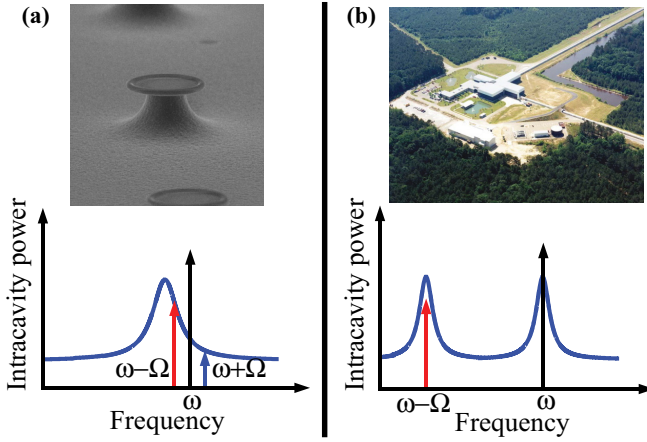 (a)
(b)
Intracavity power
ω−Ω
ω+Ω
ω
Frequency
Intracavity power
ω−Ω
ω
Frequency